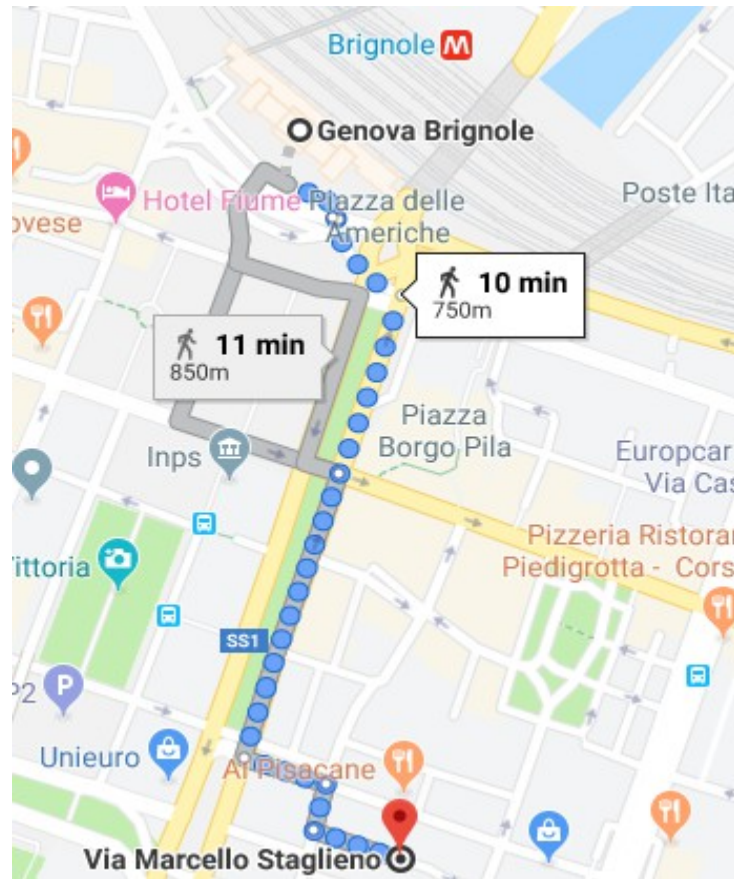 Brignole M
Genova Brignole
Hotel Fiume
Piazza delle
Americhe
Poste Ita
ovese
10 min
750m
11 min
850m
Piazza
Borgo Pila
Inps
Europcar
Via Cas
Pizzeria Ristorar
Piedigrotta - Cors
ittoria
SS1
P2
P
Unieuro
Al Pisacane
Via Marcello Staglieno